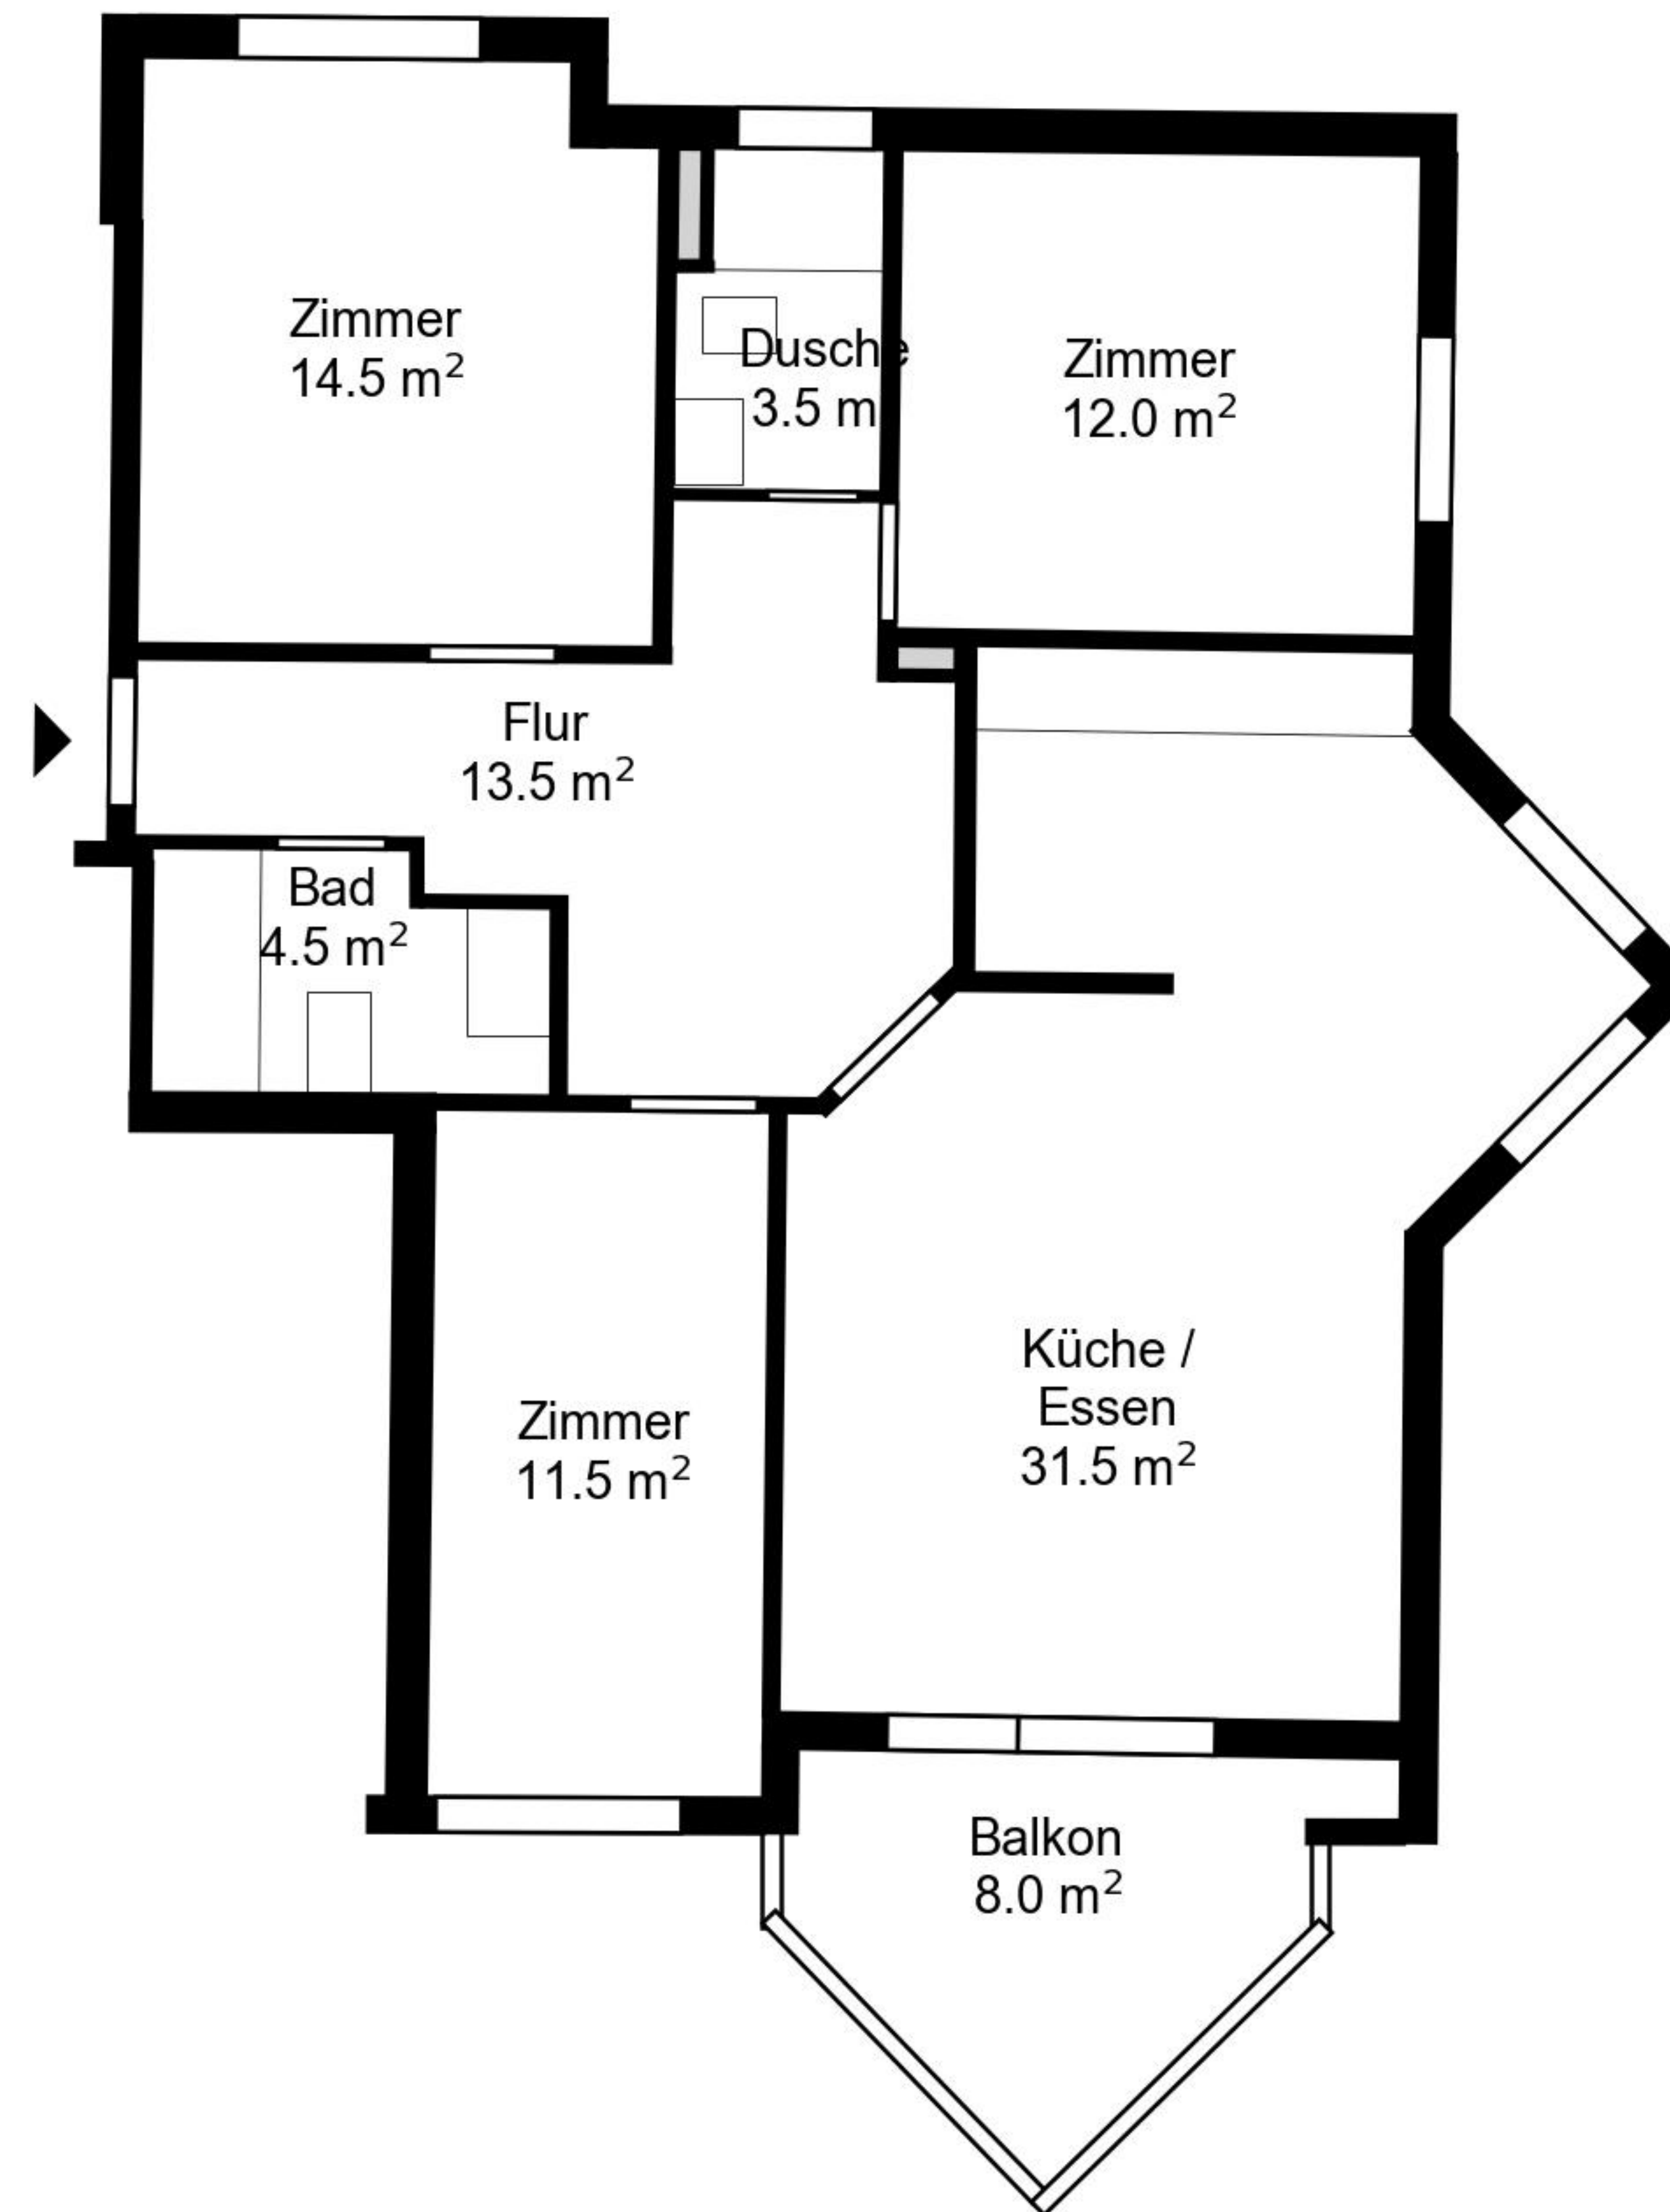 Zimmer
14.5 m²
Dusche
3.5 m
Zimmer
12.0 m²
Flur
13.5 m²
Bad
4.5 m²
Küche /
Essen
31.5 m²
Zimmer
11.5 m²
Balkon
8.0 m²